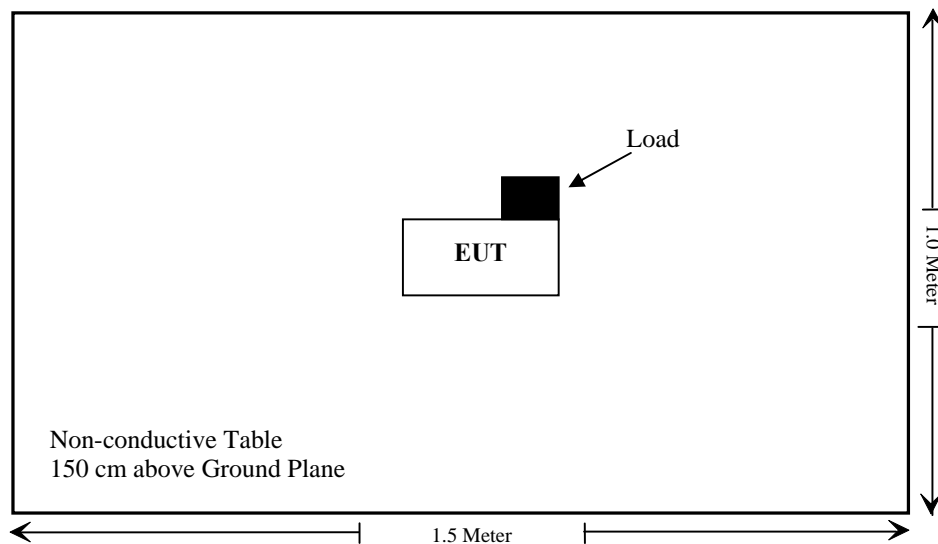 Load
EUT
1.0 Meter
Non-conductive Table
150 cm above Ground Plane
1.5 Meter